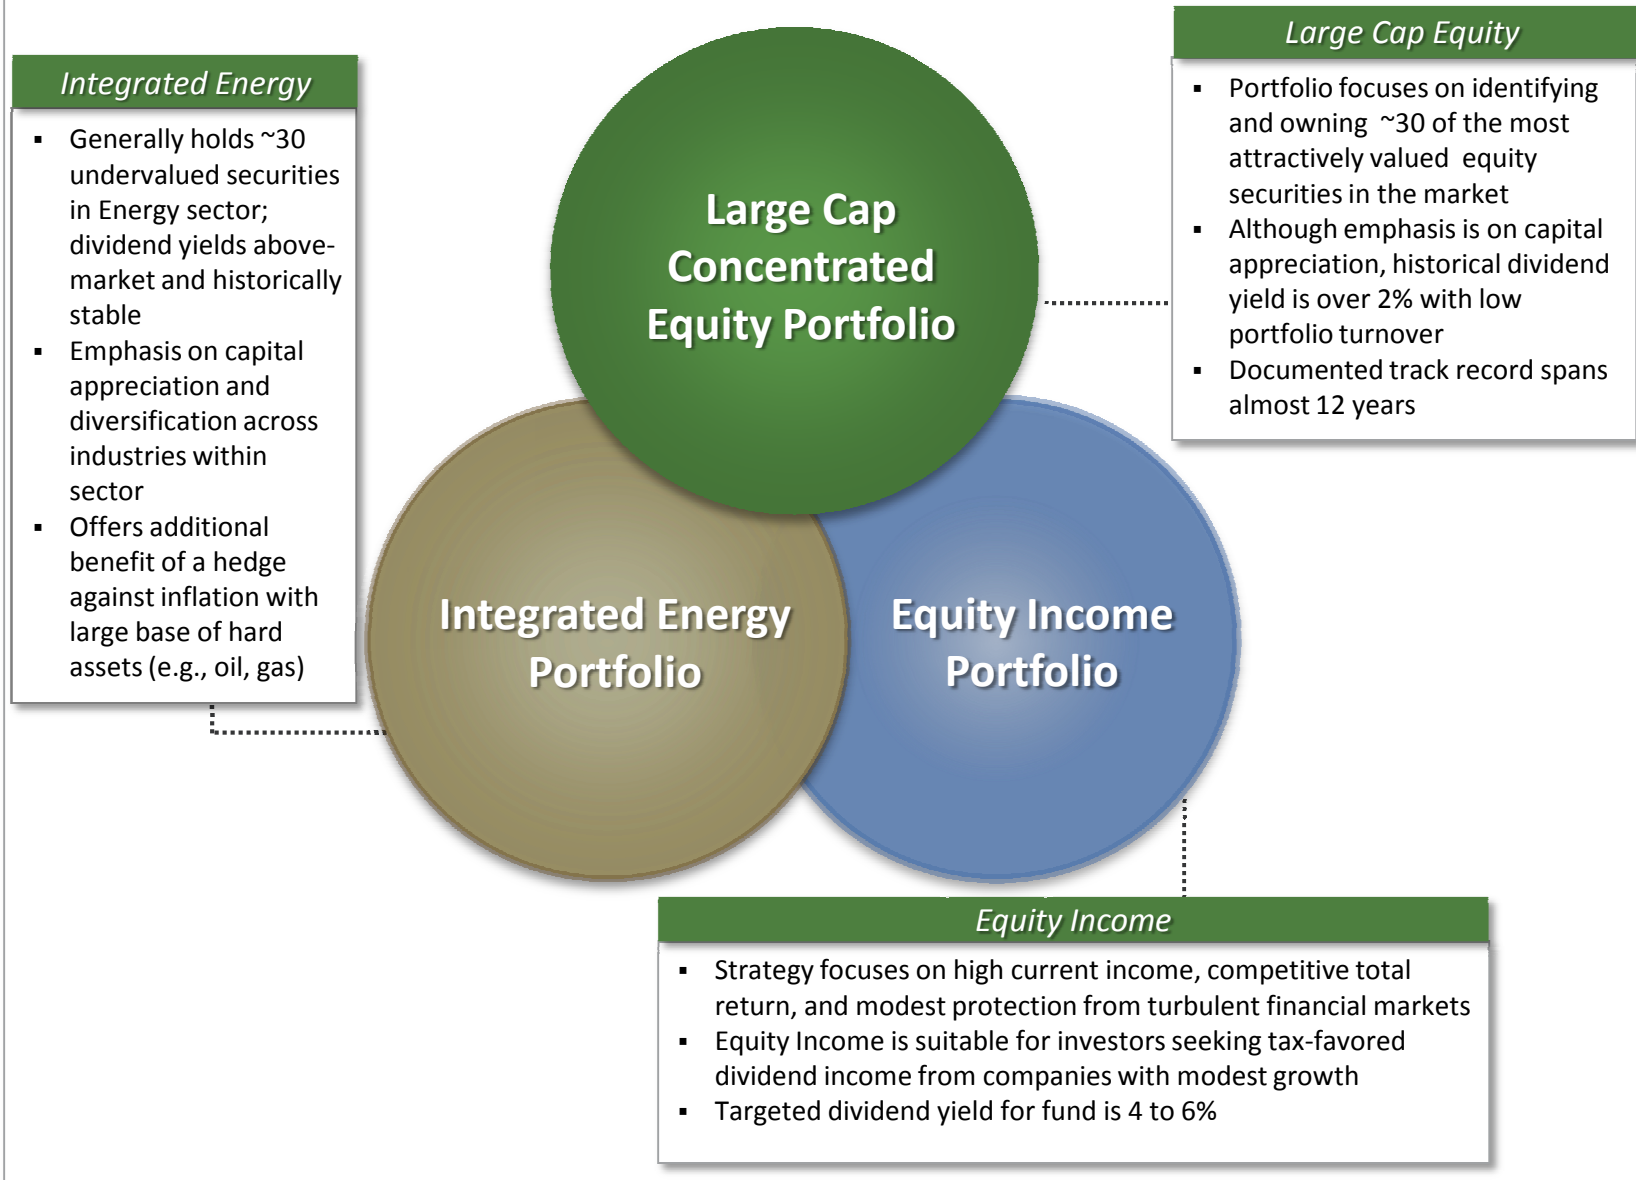 Integrated Energy
▪ Generally holds ~30
undervalued securities
in Energy sector;
dividend yields above-
market and historically
stable
▪ Emphasis on capital
appreciation and
diversification across
industries within
sector
▪ Offers additional
benefit of a hedge
against inflation with
large base of hard
assets (e.g., oil, gas)
Large Cap
Concentrated
Equity Portfolio
Large Cap Equity
▪ Portfolio focuses on identifying
and owning ~30 of the most
attractively valued equity
securities in the market
▪ Although emphasis is on capital
appreciation, historical dividend
yield is over 2% with low
portfolio turnover
▪ Documented track record spans
almost 12 years
Integrated Energy
Portfolio
Equity Income
Portfolio
Equity Income
▪ Strategy focuses on high current income, competitive total
return, and modest protection from turbulent financial markets
▪ Equity Income is suitable for investors seeking tax-favored
dividend income from companies with modest growth
▪ Targeted dividend yield for fund is 4 to 6%